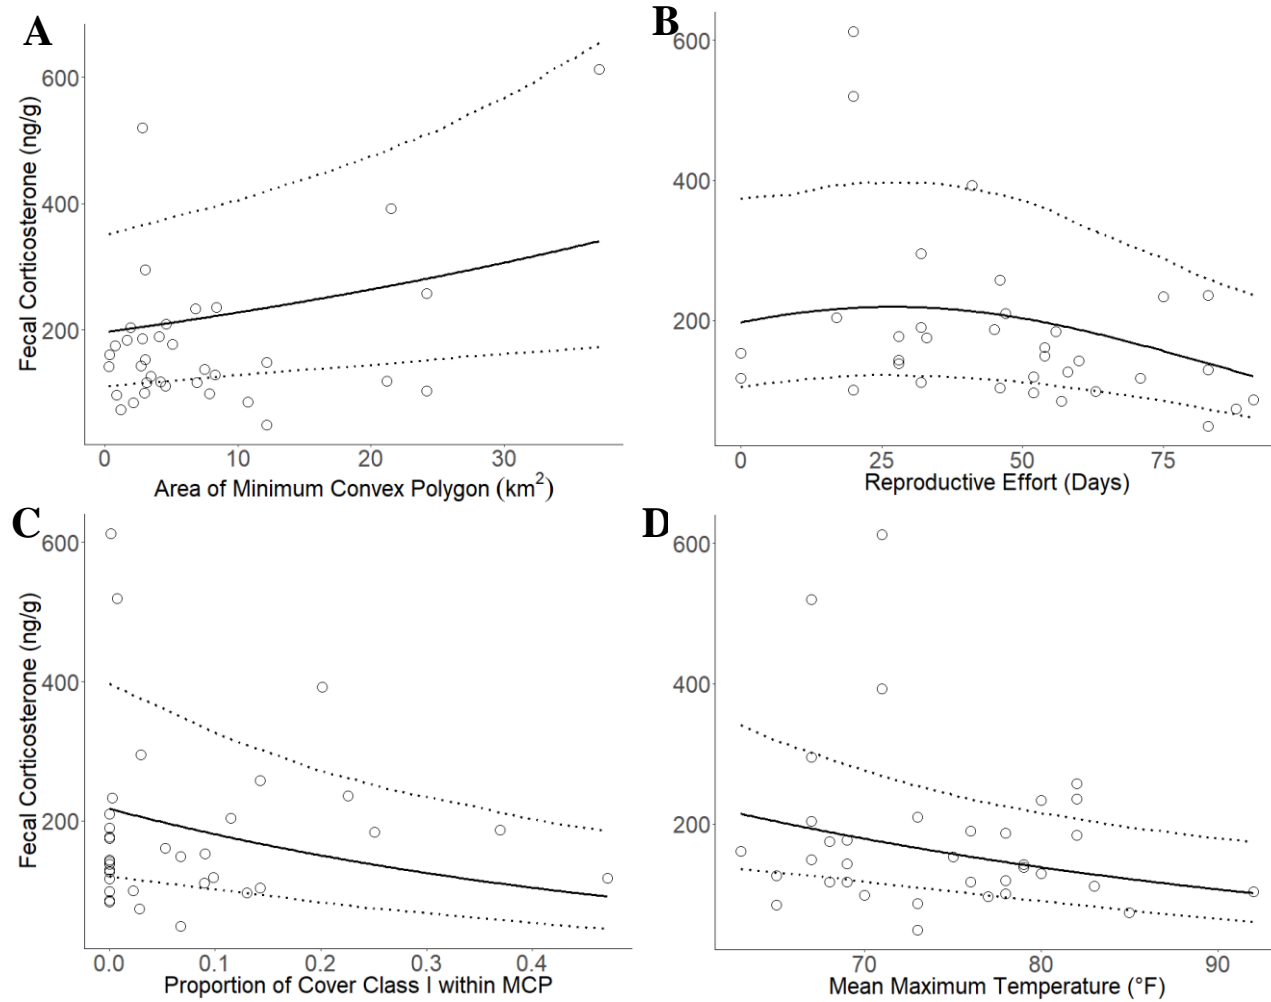 A
Fecal Corticosterone (ng/g)
600
400
200
0 10 20 30
Area of Minimum Convex Polygon (km²)
B
600
400
200
0 25 50 75
Reproductive Effort (Days)
C
Fecal Corticosterone (ng/g)
600
400
200
0.0 0.1 0.2 0.3 0.4
Proportion of Cover Class I within MCP
D
600
400
200
70 80 90
Mean Maximum Temperature (°F)